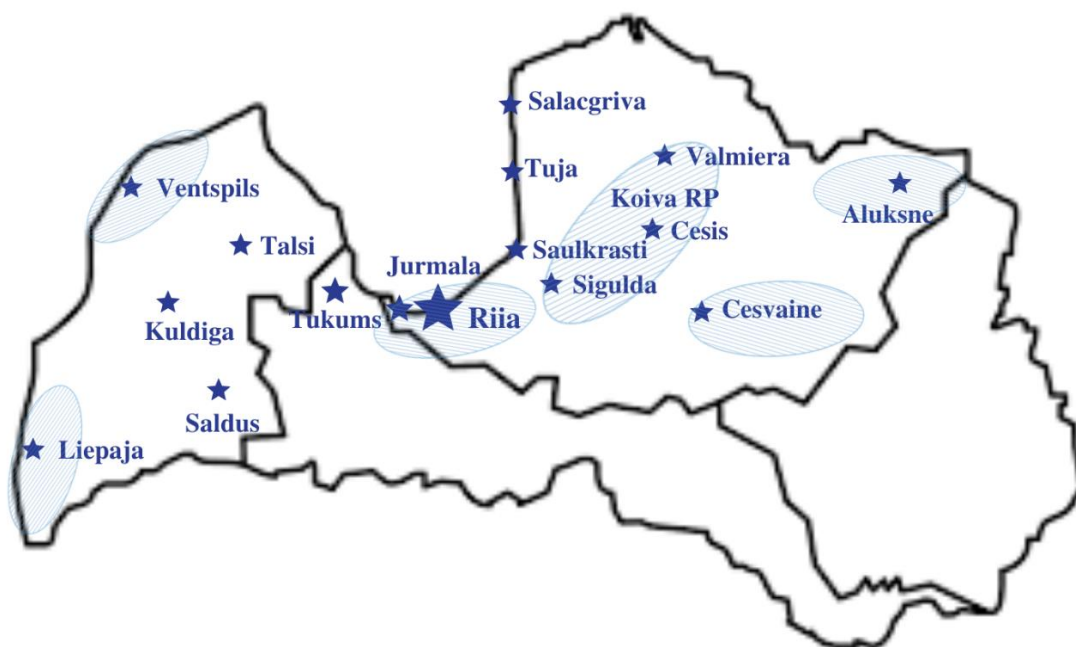 Salacgriva
Valmiera
Tuja
Ventspils
Koiva RP
Aluksne
Cesis
Talsi
Saulkrasti
Jurmala
Sigulda
Tukums
Riia
Cesvaine
Kuldiga
Saldus
Liepaja